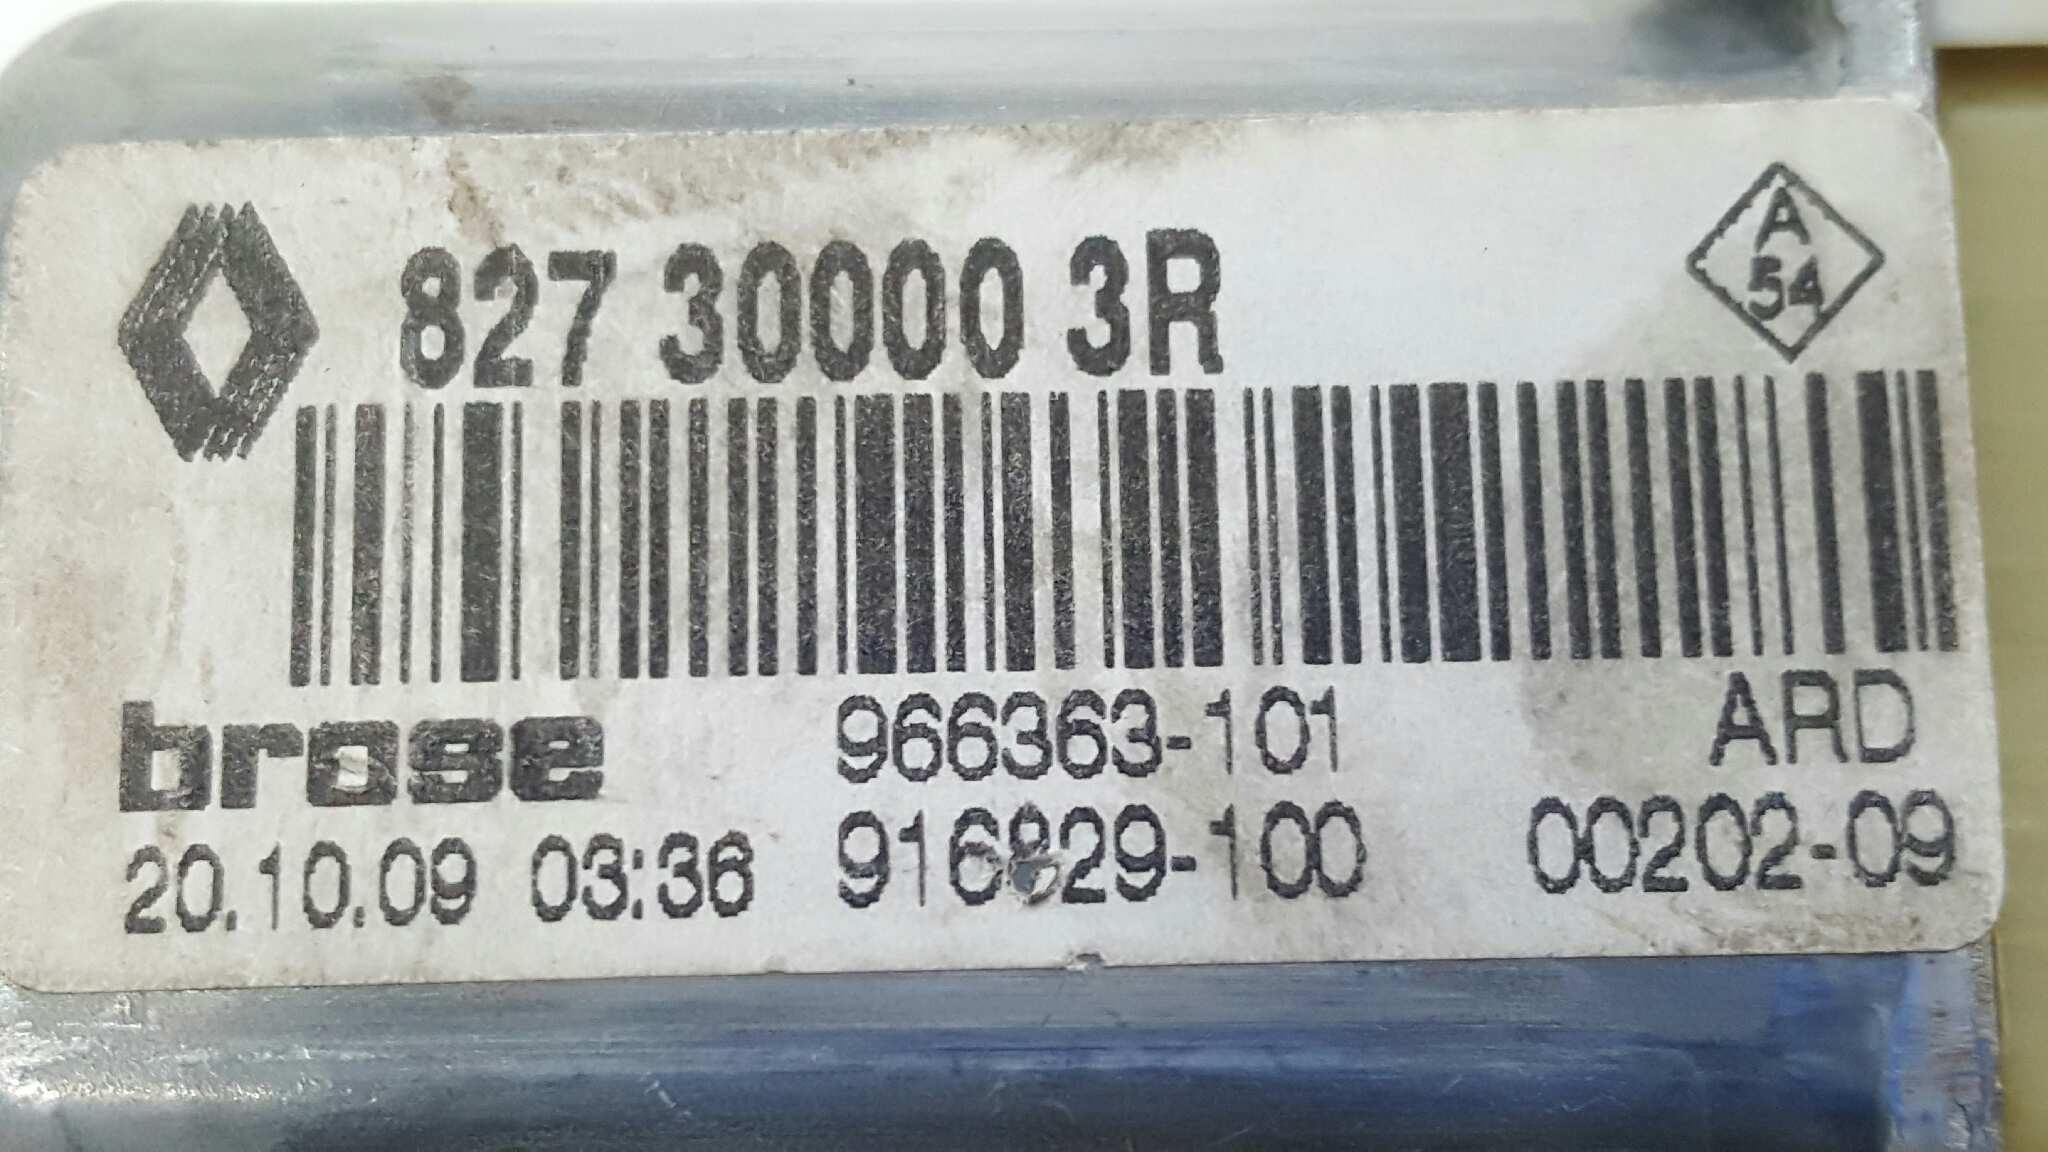 827 30000 3R
A
54
brose 966363-101 ARD
20.10.09 03:36 916829-100 00202-09